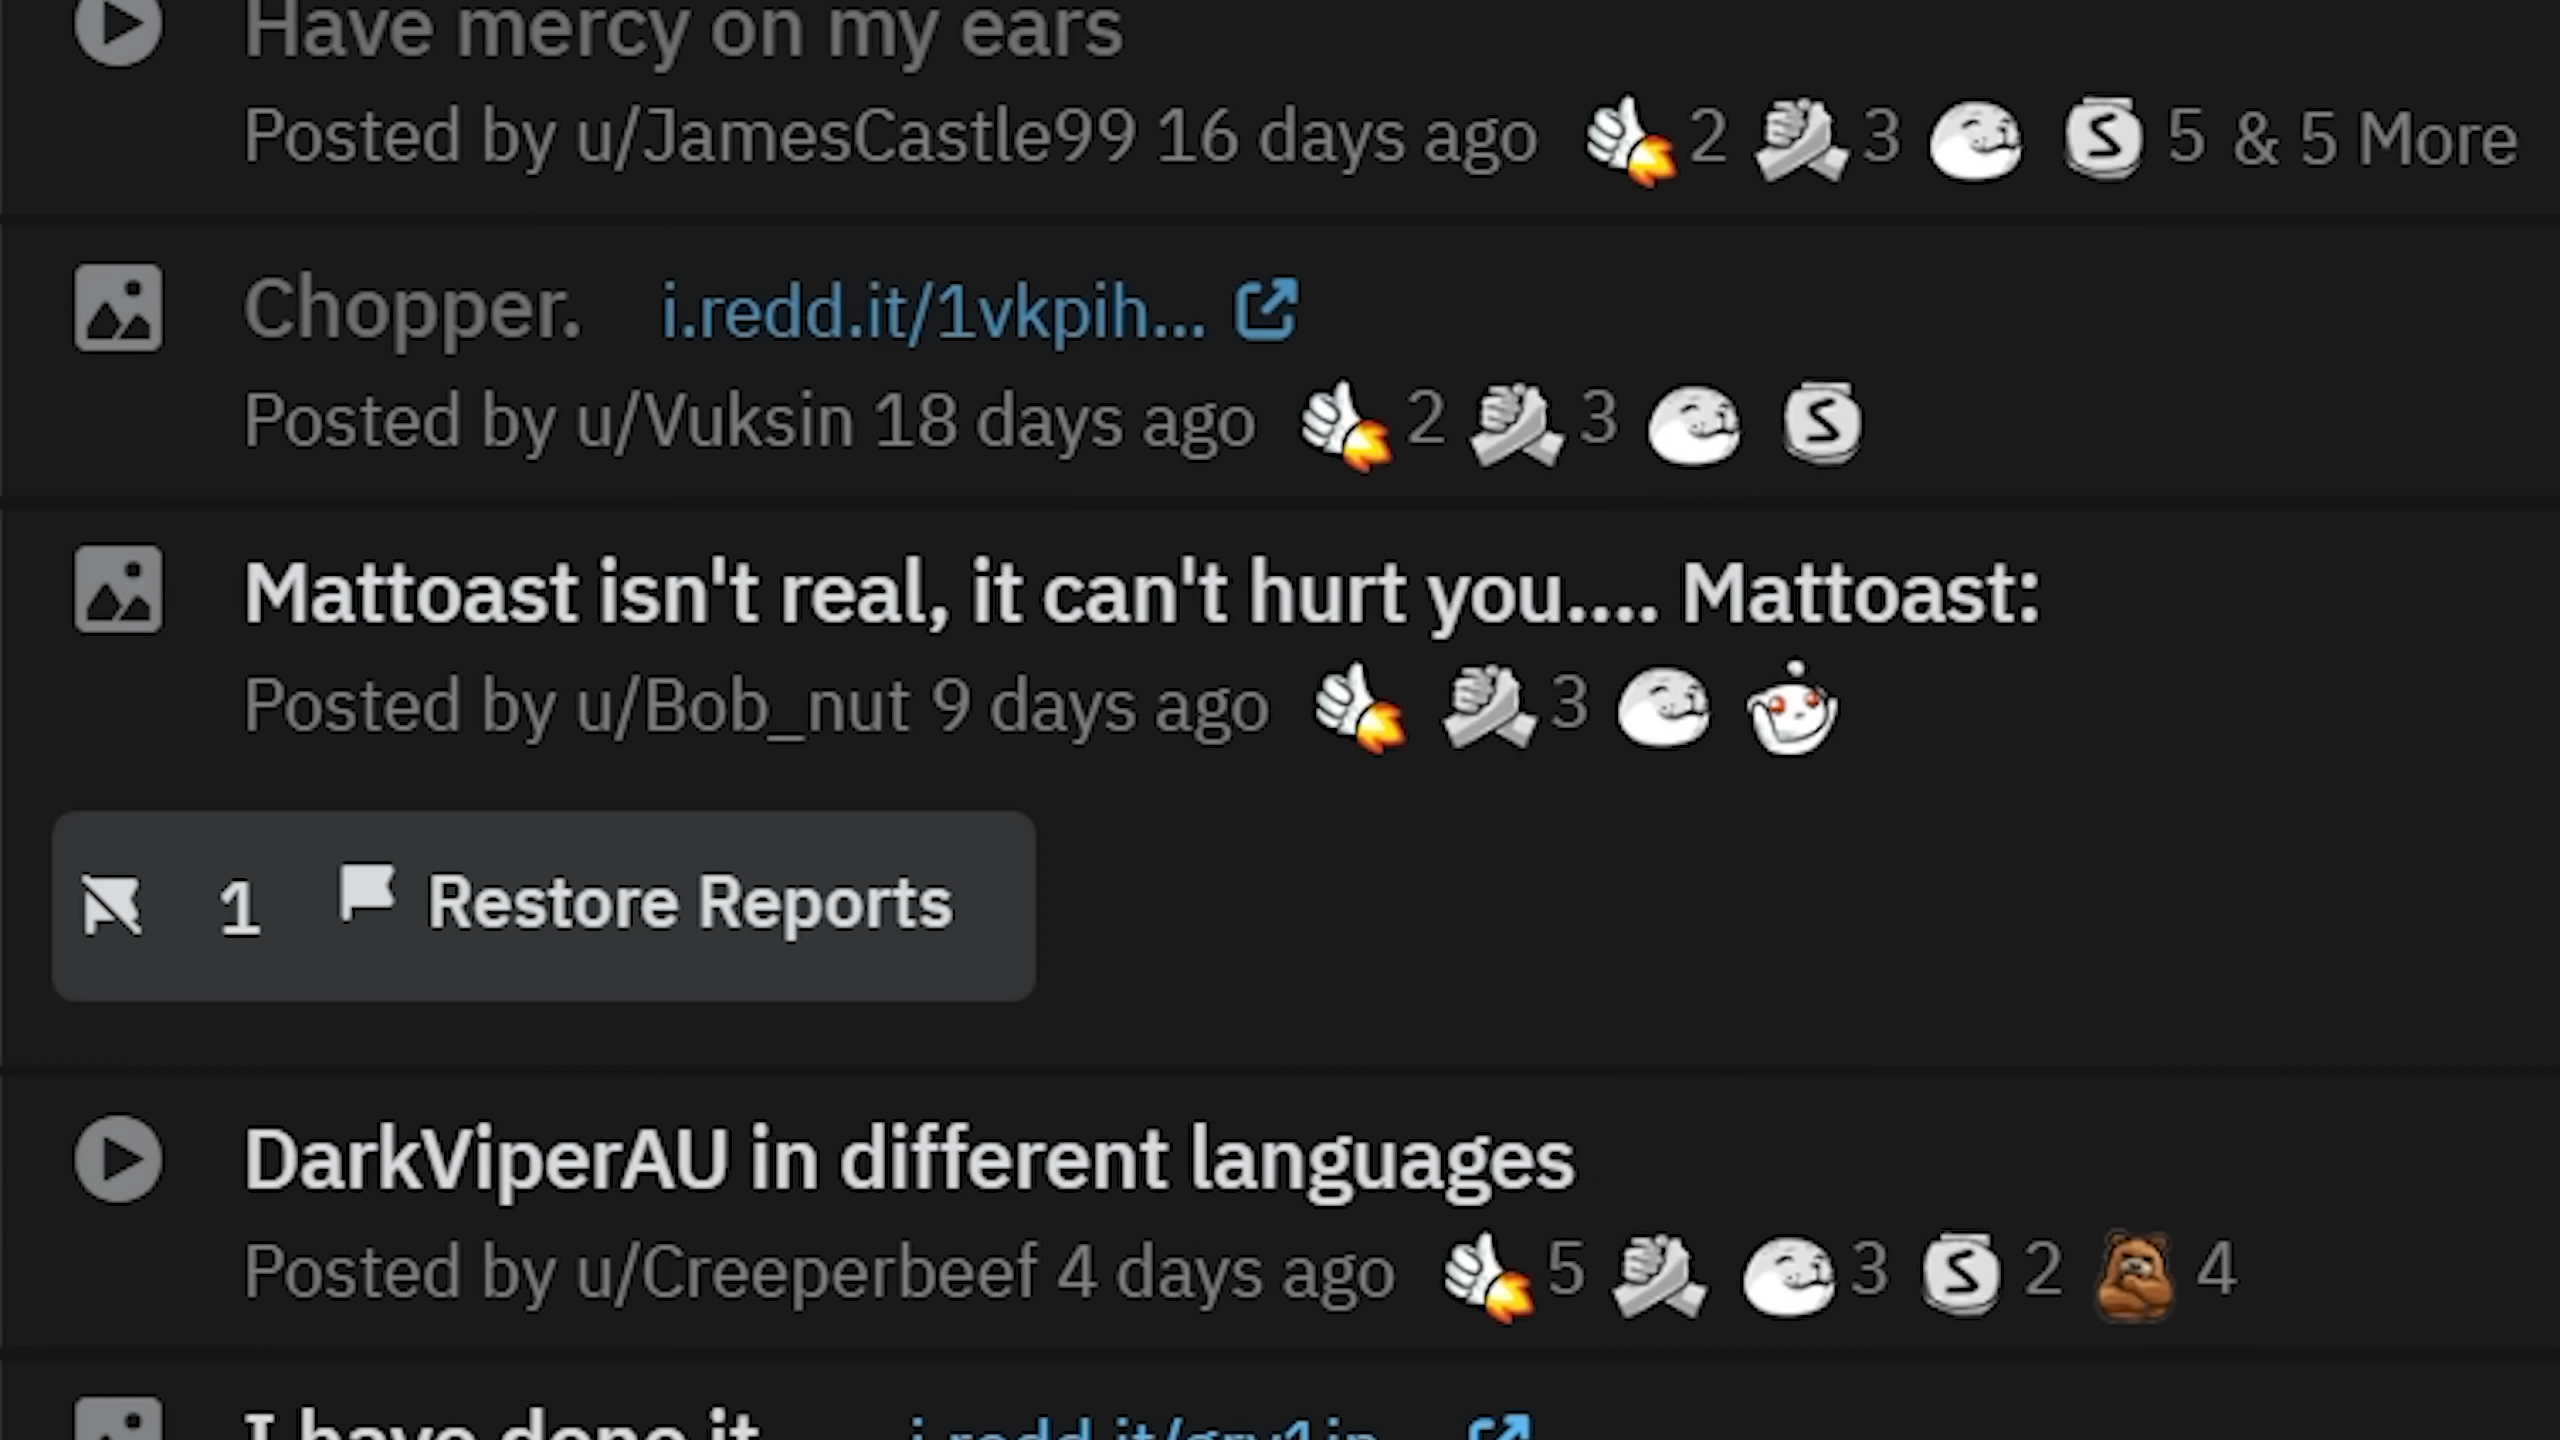 Have mercy on my ears
Posted by u/JamesCastle99 16 days ago 2 3 5 & 5 More
Chopper. i.redd.it/1vkpih...
Posted by u/Vuksin 18 days ago 2 3
Mattoast isn't real, it can't hurt you.... Mattoast:
Posted by u/Bob_nut 9 days ago 3
1 Restore Reports
DarkViperAU in different languages
Posted by u/Creeperbeef 4 days ago 5 3 2 4
I have done it